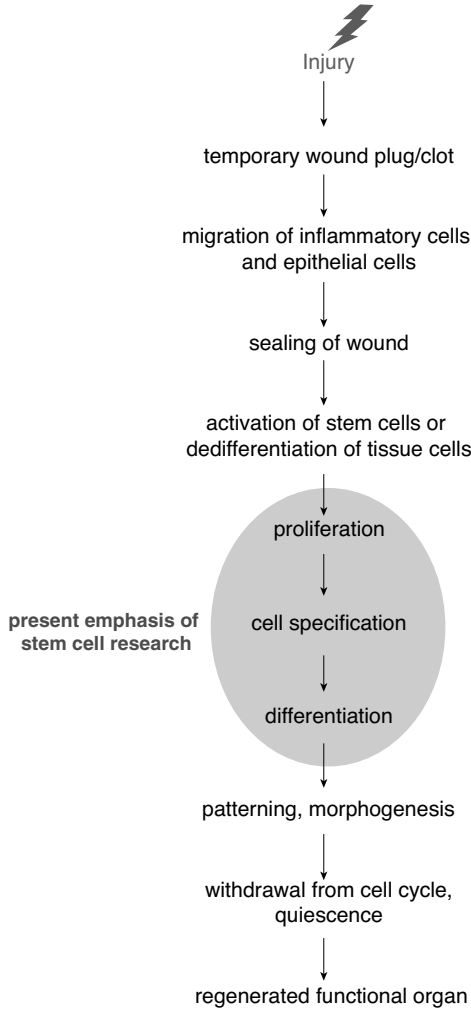 Injury
temporary wound plug/clot
migration of inflammatory cells
and epithelial cells
sealing of wound
activation of stem cells or
dedifferentiation of tissue cells
proliferation
present emphasis of
stem cell research
cell specification
differentiation
patterning, morphogenesis
withdrawal from cell cycle,
quiescence
regenerated functional organ